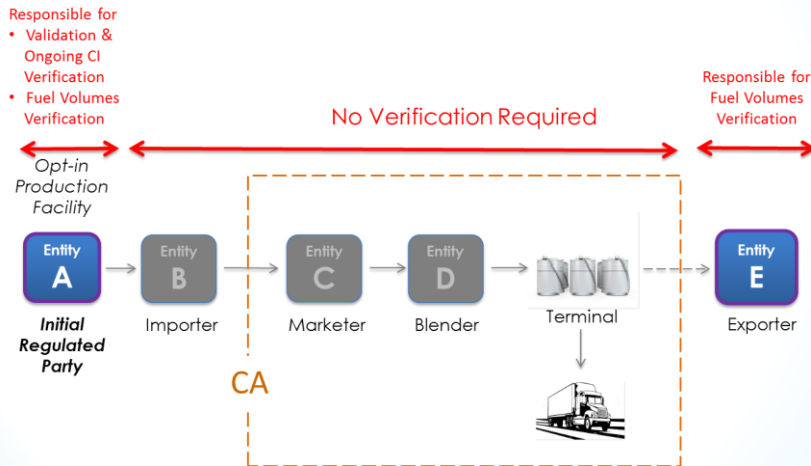 Responsible for
• Validation &
Ongoing CI
Verification
• Fuel Volumes
Verification
No Verification Required
Responsible for
Fuel Volumes
Verification
Opt-in
Production
Facility
Entity
A
Entity
B
Entity
C
Entity
D
Entity
E
Initial
Regulated
Party
Importer
Marketer
Blender
Terminal
Exporter
CA